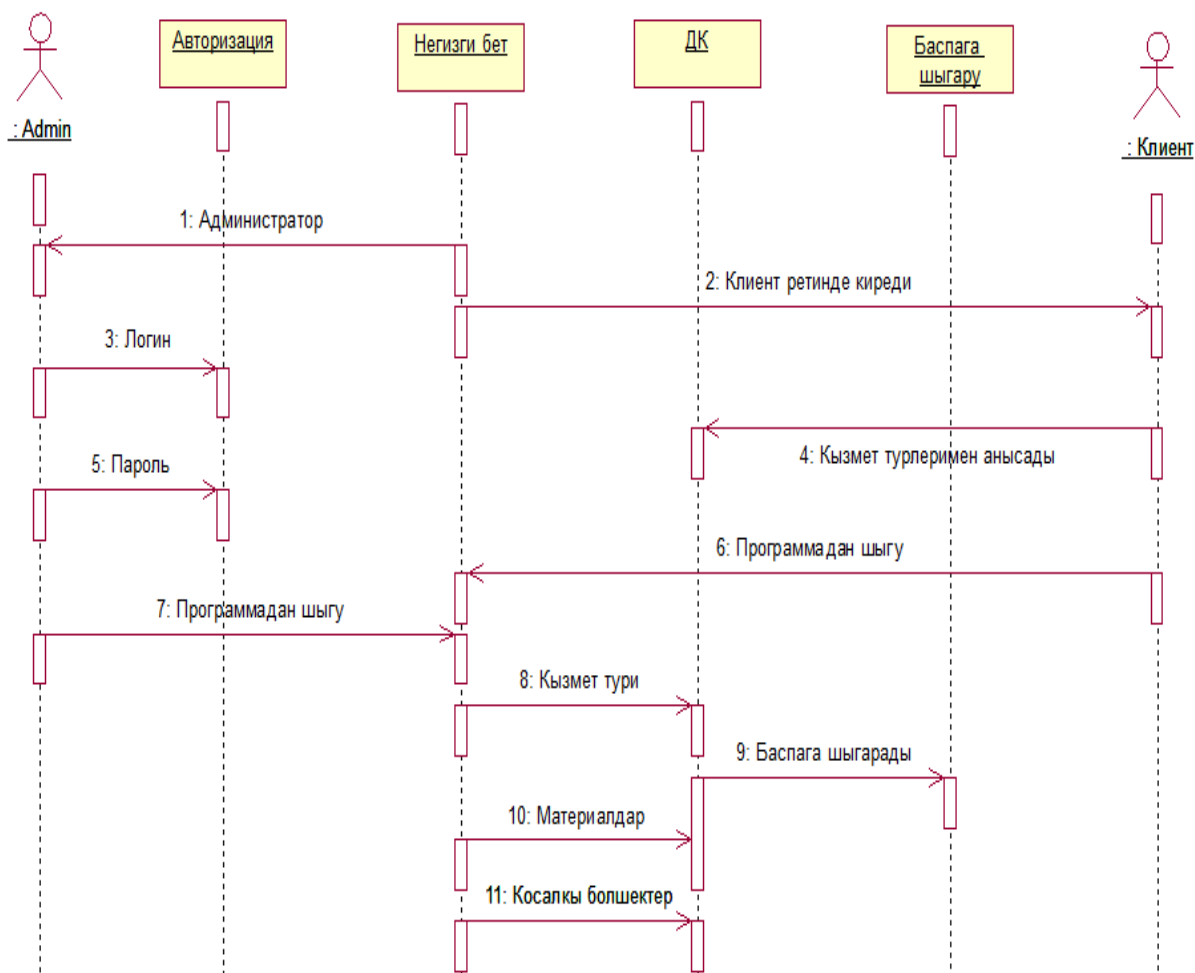 Авторизация
Негизги бет
ДК
Баспага
шыгару
: Admin
: Клиент
1: Администратор
2: Клиент ретинде киреди
3: Логин
4: Кызмет турлеримен анысады
5: Пароль
6: Программадан шыгу
7: Программадан шыгу
8: Кызмет тури
9: Баспага шыгарады
10: Материалдар
11: Косалкы болшектер